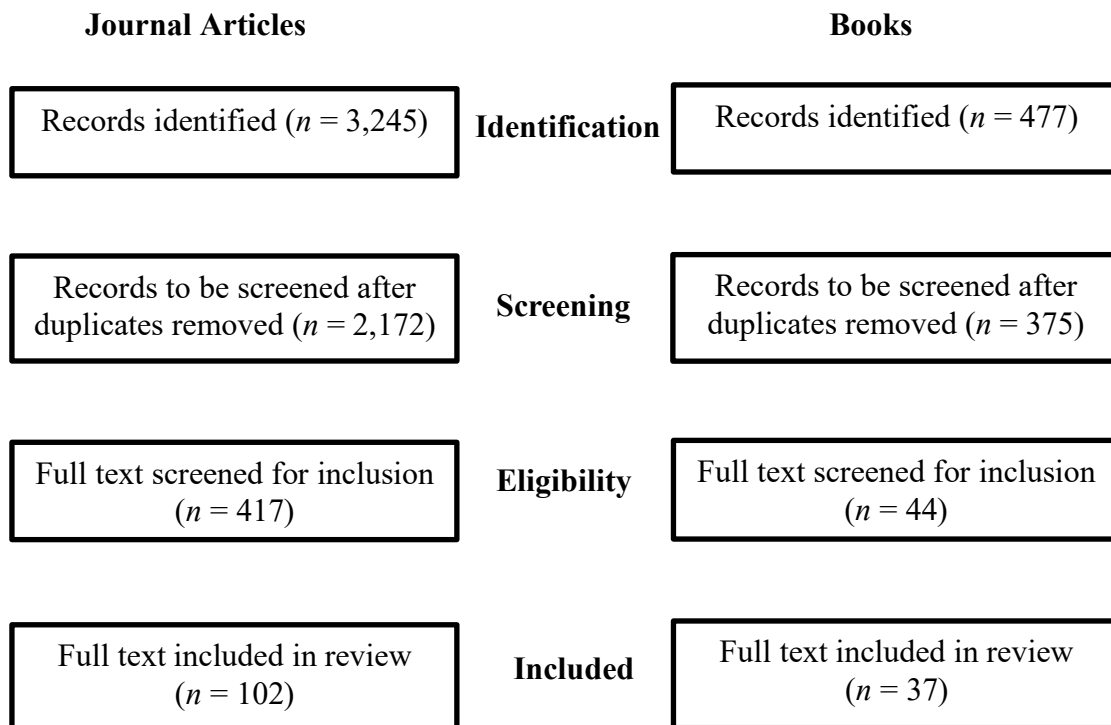 Journal Articles
Books
Records identified (n = 3,245)
Identification
Records identified (n = 477)
Records to be screened after
duplicates removed (n = 2,172)
Screening
Records to be screened after
duplicates removed (n = 375)
Full text screened for inclusion
(n = 417)
Eligibility
Full text screened for inclusion
(n = 44)
Full text included in review
(n = 102)
Included
Full text included in review
(n = 37)